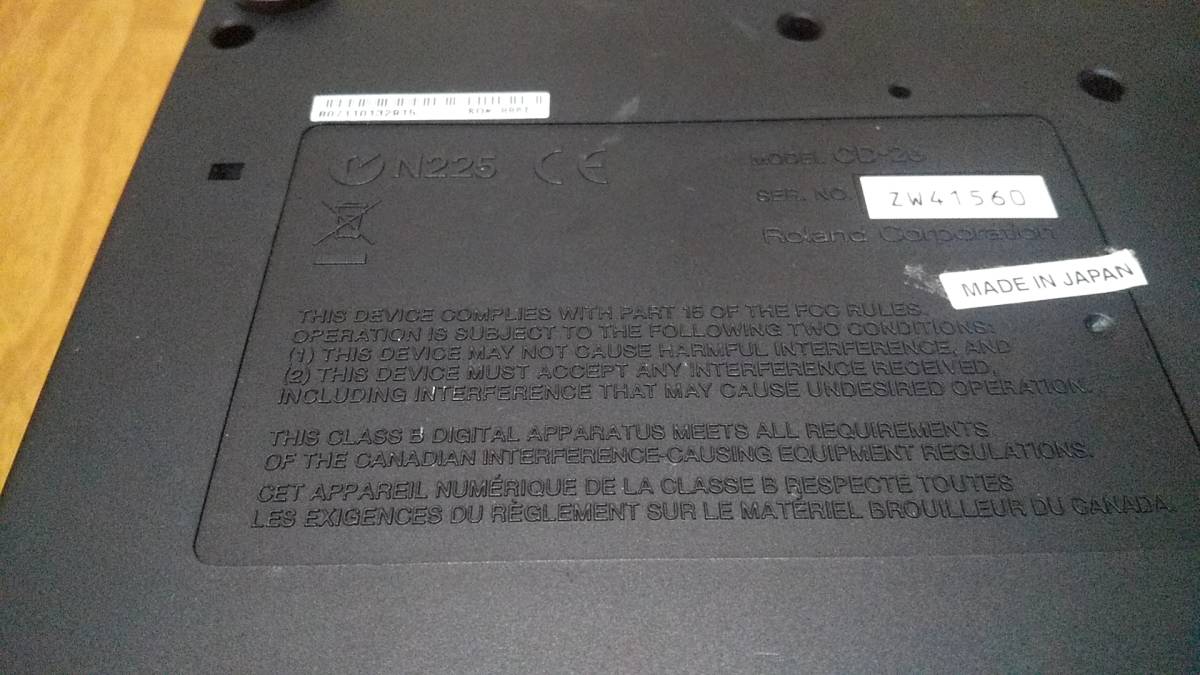 N225 CE
MODEL
SER. NO. ZW41560
Roland Corporation
MADE IN JAPAN
THIS DEVICE COMPLIES WITH PART 15 OF THE FCC RULES.
OPERATION IS SUBJECT TO THE FOLLOWING TWO CONDITIONS:
(1) THIS DEVICE MAY NOT CAUSE HARMFUL INTERFERENCE, AND
(2) THIS DEVICE MUST ACCEPT ANY INTERFERENCE RECEIVED,
INCLUDING INTERFERENCE THAT MAY CAUSE UNDESIRED OPERATION.
THIS CLASS B DIGITAL APPARATUS MEETS ALL REQUIREMENTS
OF THE CANADIAN INTERFERENCE-CAUSING EQUIPMENT REGULATIONS.
CET APPAREIL NUMÉRIQUE DE LA CLASSE B RESPECTE TOUTES
LES EXIGENCES DU RÈGLEMENT SUR LE MATÉRIEL BROUILLEUR DU CANADA.